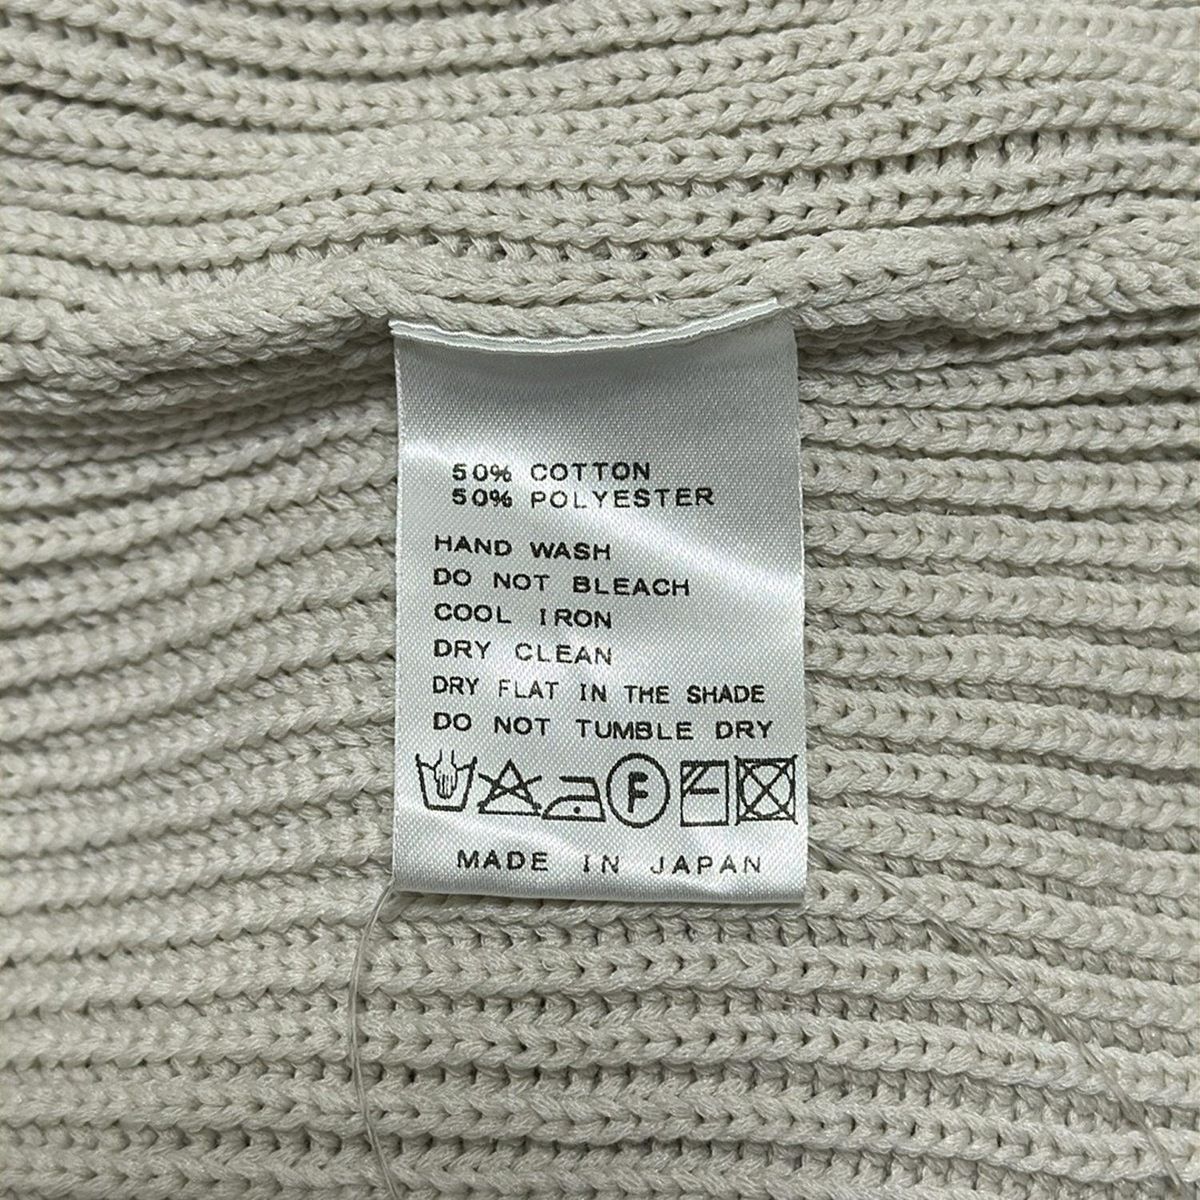 50% COTTON
50% POLYESTER
HAND WASH
DO NOT BLEACH
COOL IRON
DRY CLEAN
DRY FLAT IN THE SHADE
DO NOT TUMBLE DRY
F
MADE IN JAPAN